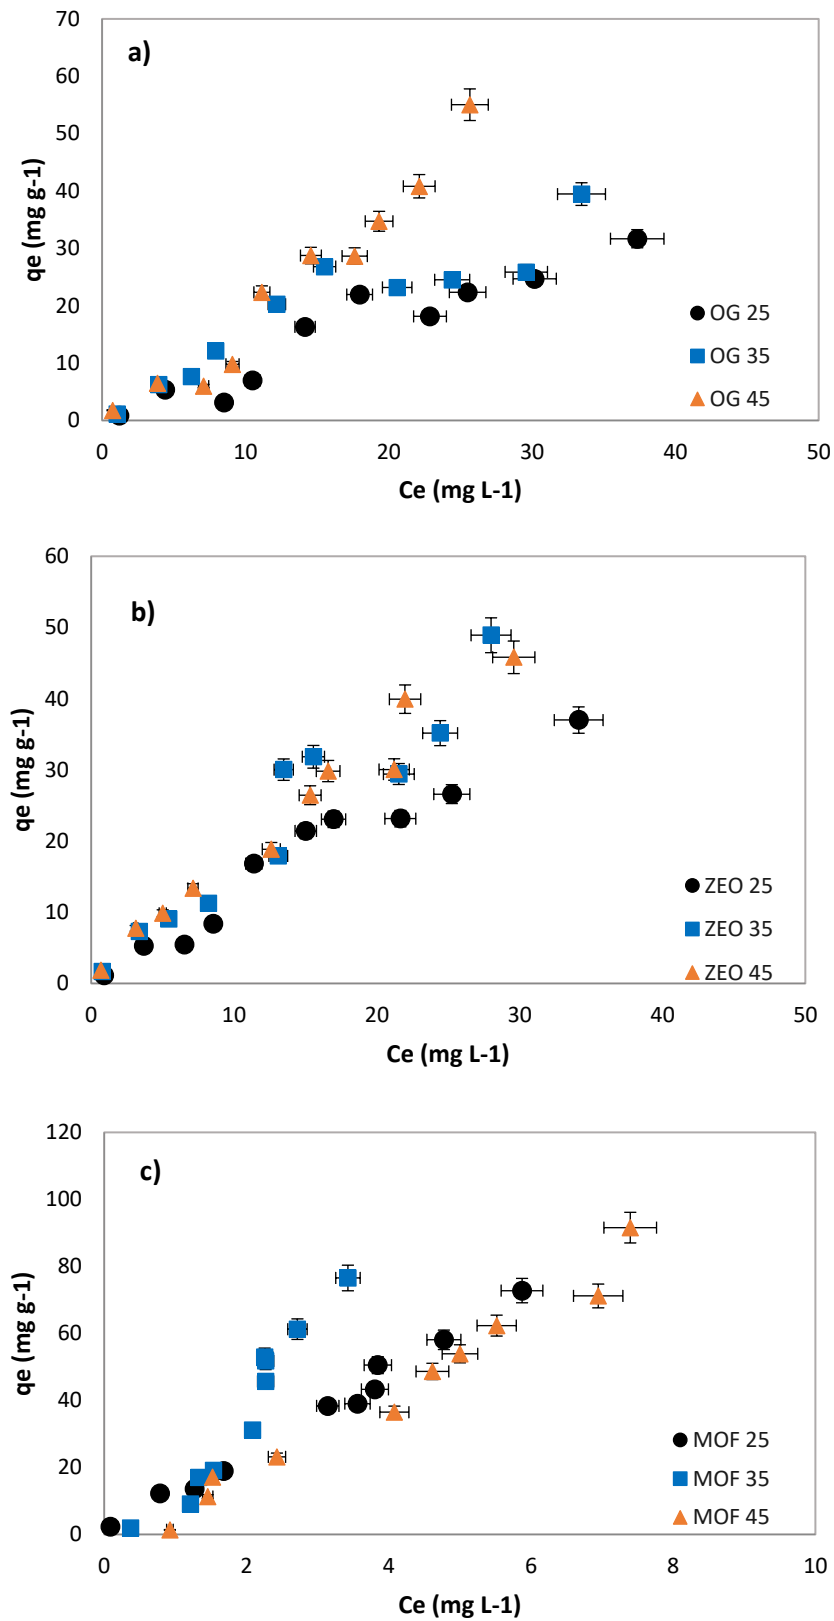 a)
70
60
50
40
30
20
10
0
qe (mg g-1)
0 10 20 30 40 50
Ce (mg L-1)
OG 25
OG 35
OG 45
b)
60
50
40
30
20
10
0
qe (mg g-1)
0 10 20 30 40 50
Ce (mg L-1)
ZEO 25
ZEO 35
ZEO 45
c)
120
100
80
60
40
20
0
qe (mg g-1)
0 2 4 6 8 10
Ce (mg L-1)
MOF 25
MOF 35
MOF 45